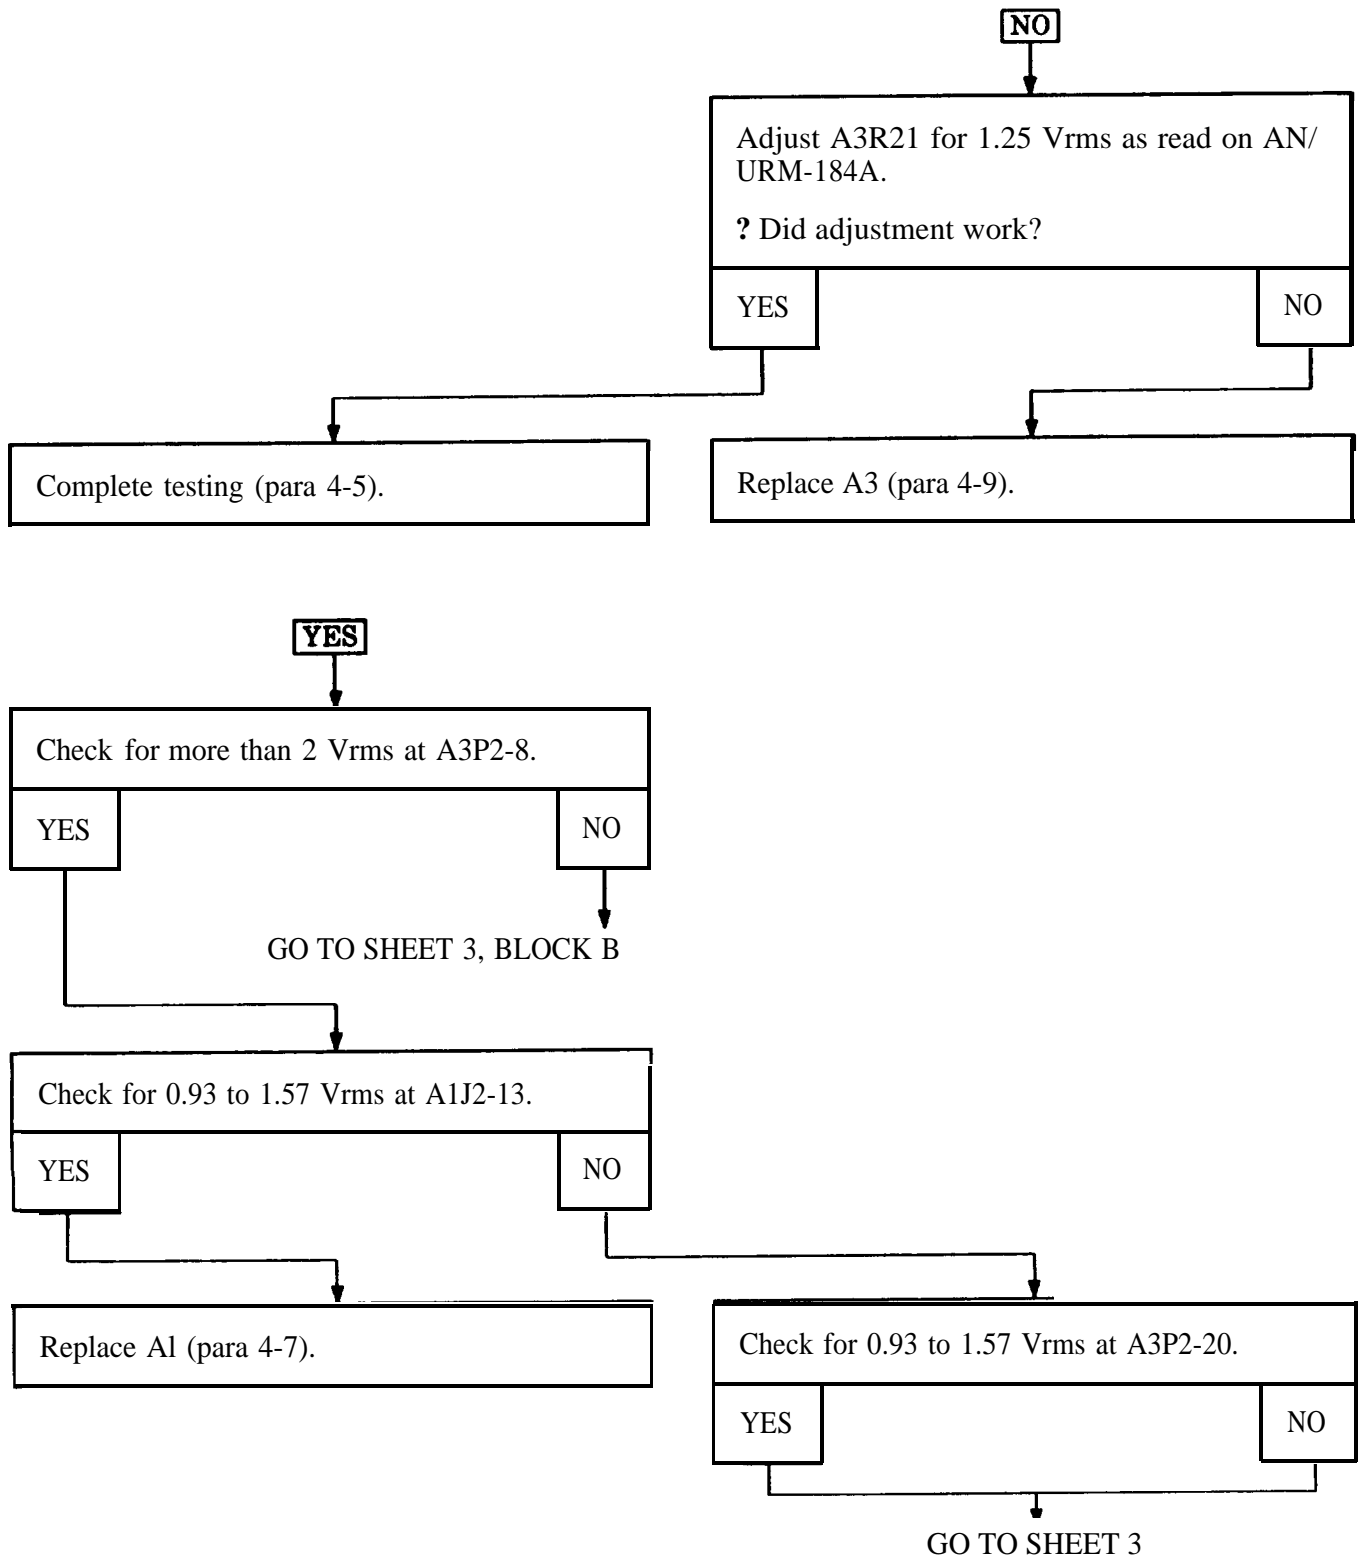 NO
Adjust A3R21 for 1.25 Vrms as read on AN/
URM-184A.
? Did adjustment work?
YES
NO
Complete testing (para 4-5).
Replace A3 (para 4-9).
YES
Check for more than 2 Vrms at A3P2-8.
YES
NO
GO TO SHEET 3, BLOCK B
Check for 0.93 to 1.57 Vrms at A1J2-13.
YES
NO
Replace Al (para 4-7).
Check for 0.93 to 1.57 Vrms at A3P2-20.
YES
NO
GO TO SHEET 3